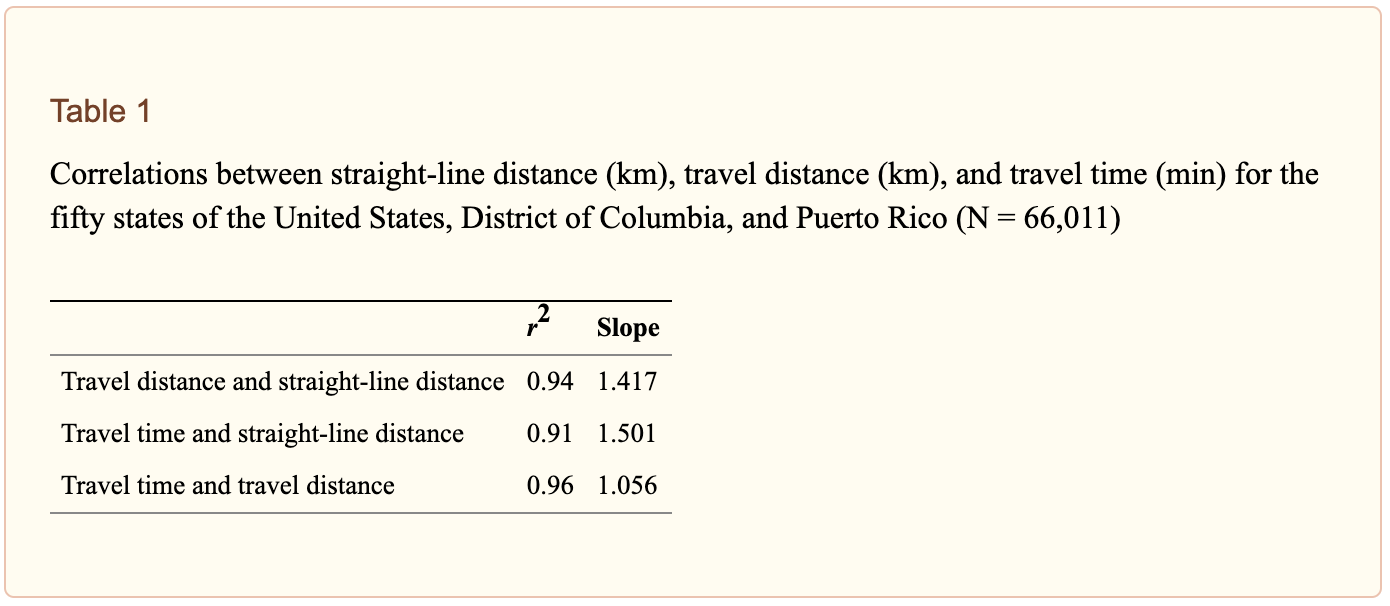 Table 1
Correlations between straight-line distance (km), travel distance (km), and travel time (min) for the
fifty states of the United States, District of Columbia, and Puerto Rico (N = 66,011)
r² Slope
Travel distance and straight-line distance 0.94 1.417
Travel time and straight-line distance 0.91 1.501
Travel time and travel distance 0.96 1.056